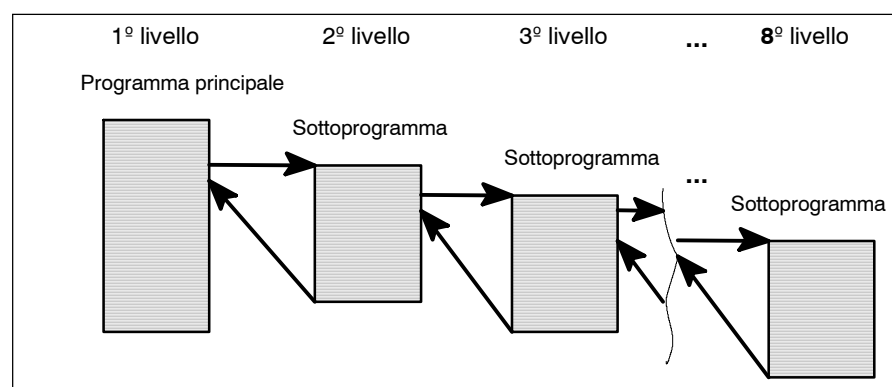 1º livello 2º livello 3º livello ... 8º livello
Programma principale
Sottoprogramma
Sottoprogramma
...
Sottoprogramma